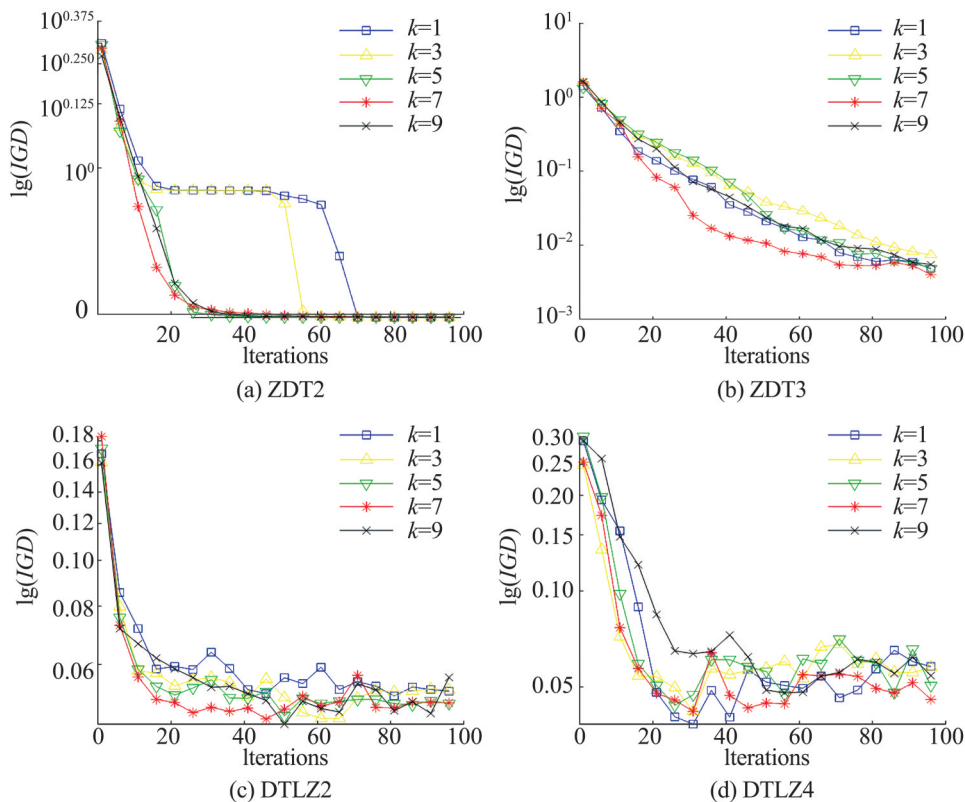 10^0.375
10^0.250
10^0.125
10^0
0
lg(IGD)
k=1
k=3
k=5
k=7
k=9
20 40 60 80 100
lterations
(a) ZDT2
10^1
10^0
10^−1
10^−2
10^−3
lg(IGD)
k=1
k=3
k=5
k=7
k=9
0 20 40 60 80 100
lterations
(b) ZDT3
0.18
0.16
0.14
0.12
0.10
0.08
0.06
lg(IGD)
k=1
k=3
k=5
k=7
k=9
0 20 40 60 80 100
lterations
(c) DTLZ2
0.30
0.25
0.20
0.15
0.10
0.05
lg(IGD)
k=1
k=3
k=5
k=7
k=9
0 20 40 60 80 100
lterations
(d) DTLZ4